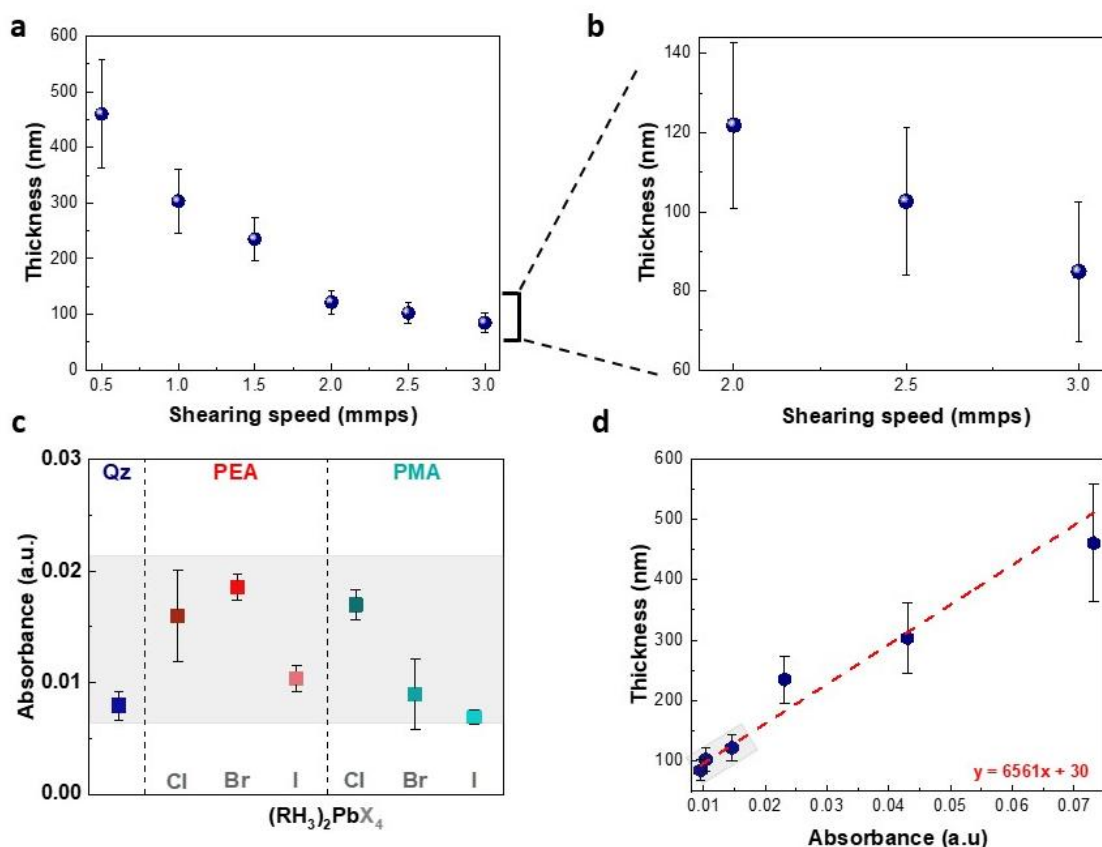 a
600
500
400
300
200
100
0
Thickness (nm)
0.5 1.0 1.5 2.0 2.5 3.0
Shearing speed (mmps)
b
140
120
100
80
60
Thickness (nm)
2.0 2.5 3.0
Shearing speed (mmps)
c
0.03
0.02
0.01
0.00
Absorbance (a.u.)
Qz PEA PMA
Cl Br I Cl Br I
(RH₃)₂PbX₄
d
600
500
400
300
200
100
Thickness (nm)
y = 6561x + 30
0.01 0.02 0.03 0.04 0.05 0.06 0.07
Absorbance (a.u)